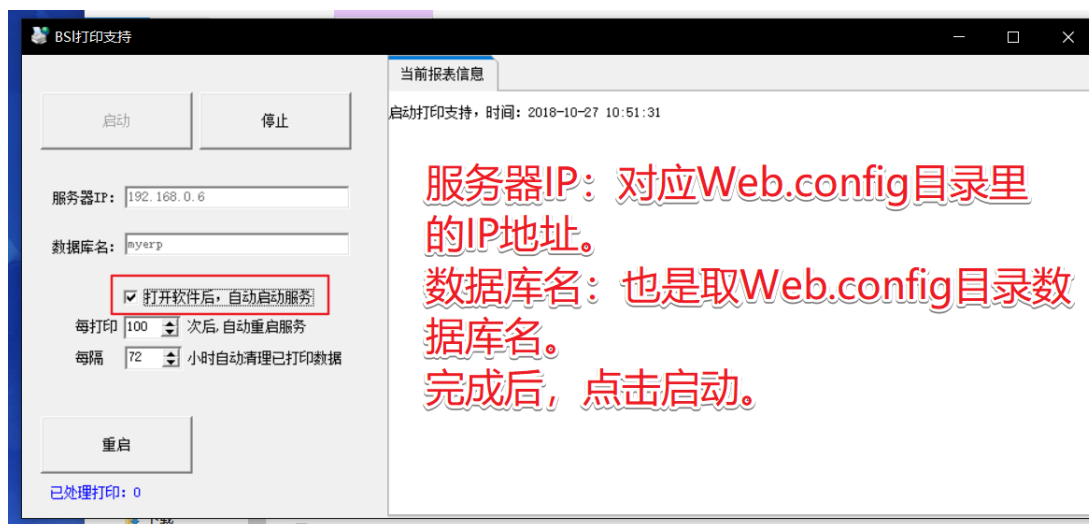 BSI打印支持
当前报表信息
启动
停止
启动打印支持，时间：2018-10-27 10:51:31
服务器IP：192.168.0.6
数据库名：myerp
打开软件后，自动启动服务
每打印 100 次后，自动重启服务
每隔 72 小时自动清理已打印数据
重启
已处理打印：0
服务器IP：对应Web.config目录里
的IP地址。
数据库名：也是取Web.config目录数
据库名。
完成后，点击启动。